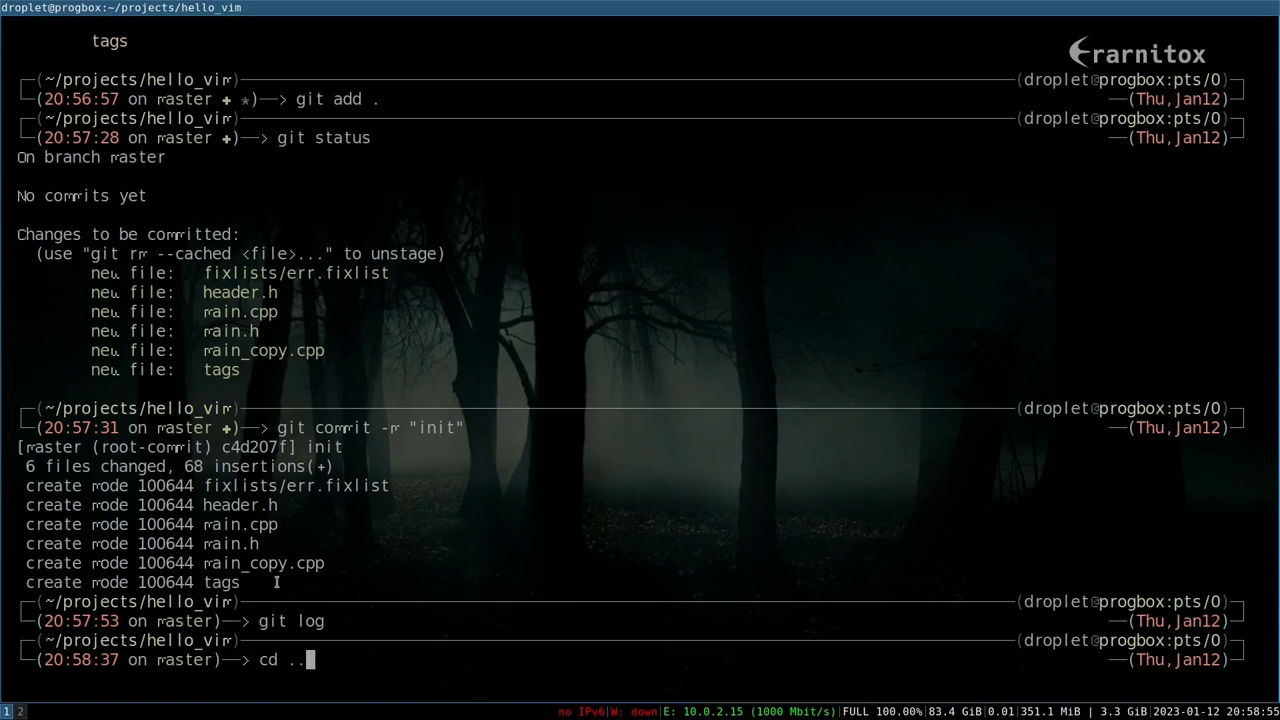 droplet@progbox:~/projects/hello_vim
tags
rarnitox
(~/projects/hello_vim) (droplet@progbox:pts/0)
(20:56:57 on master ✚ *)──> git add . (Thu,Jan12)
(~/projects/hello_vim) (droplet@progbox:pts/0)
(20:57:28 on master ✚)──> git status (Thu,Jan12)
On branch master
No commits yet
Changes to be committed:
(use "git rm --cached <file>..." to unstage)
new file: fixlists/err.fixlist
new file: header.h
new file: main.cpp
new file: main.h
new file: main_copy.cpp
new file: tags
(~/projects/hello_vim) (droplet@progbox:pts/0)
(20:57:31 on master ✚)──> git commit -m "init" (Thu,Jan12)
[master (root-commit) c4d207f] init
6 files changed, 68 insertions(+)
create mode 100644 fixlists/err.fixlist
create mode 100644 header.h
create mode 100644 main.cpp
create mode 100644 main.h
create mode 100644 main_copy.cpp
create mode 100644 tags
(~/projects/hello_vim) (droplet@progbox:pts/0)
(20:57:53 on master)──> git log (Thu,Jan12)
(~/projects/hello_vim) (droplet@progbox:pts/0)
(20:58:37 on master)──> cd .. (Thu,Jan12)
1 2 no IPv6|W: down|E: 10.0.2.15 (1000 Mbit/s)|FULL 100.00%|83.4 GiB|0.01|351.1 MiB | 3.3 GiB|2023-01-12 20:58:55